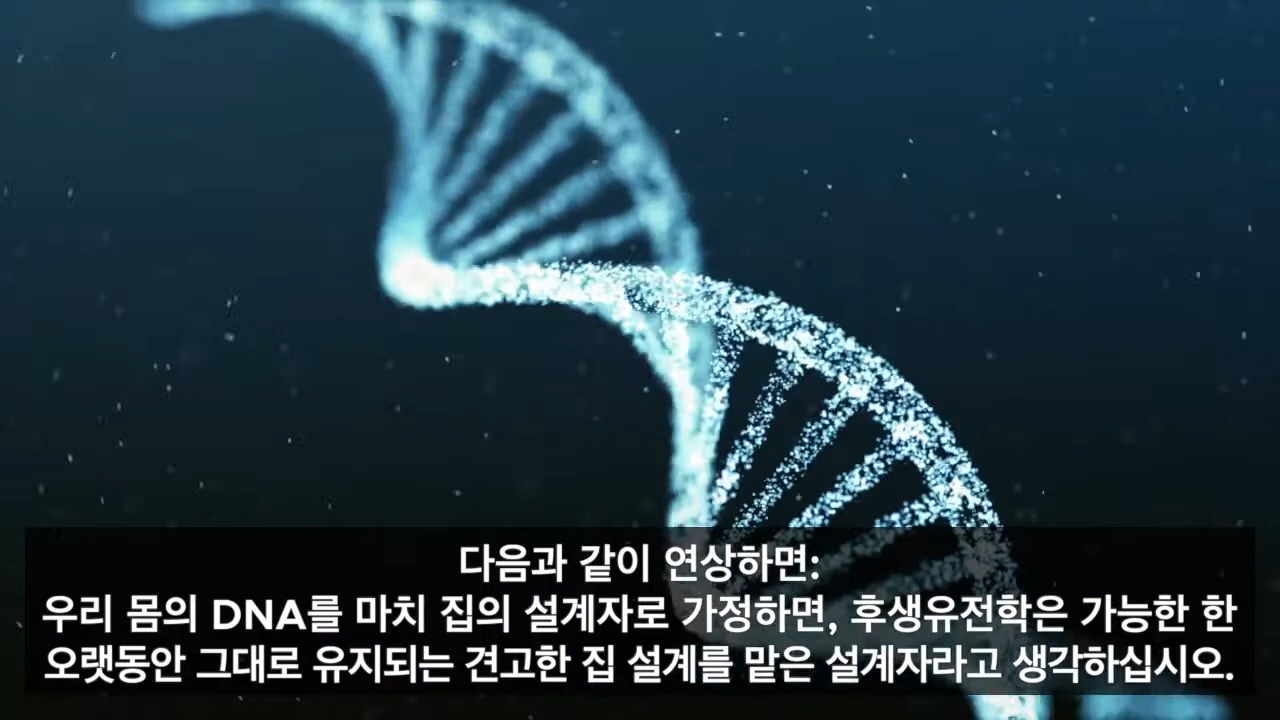 다음과 같이 연상하면:
우리 몸의 DNA를 마치 집의 설계자로 가정하면, 후생유전학은 가능한 한
오랫동안 그대로 유지되는 견고한 집 설계를 맡은 설계자라고 생각하십시오.